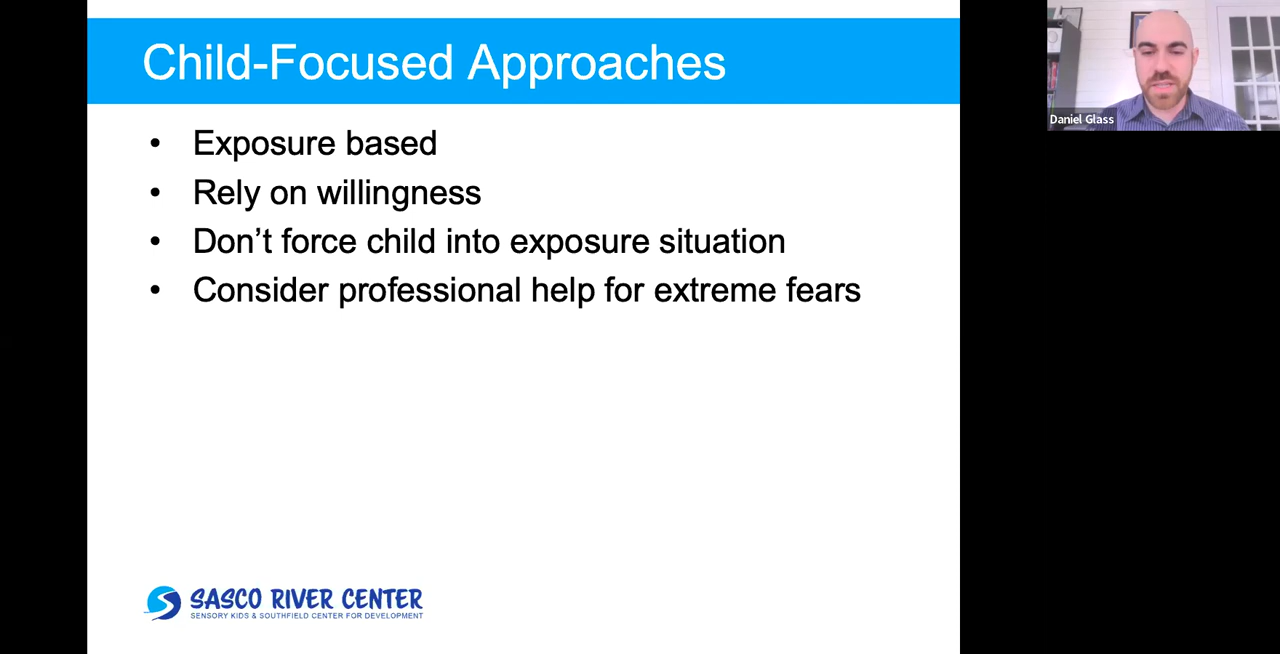 Child-Focused Approaches
• Exposure based
• Rely on willingness
• Don’t force child into exposure situation
• Consider professional help for extreme fears
SASCO RIVER CENTER
SENSORY KIDS & SOUTHFIELD CENTER FOR DEVELOPMENT
Daniel Glass